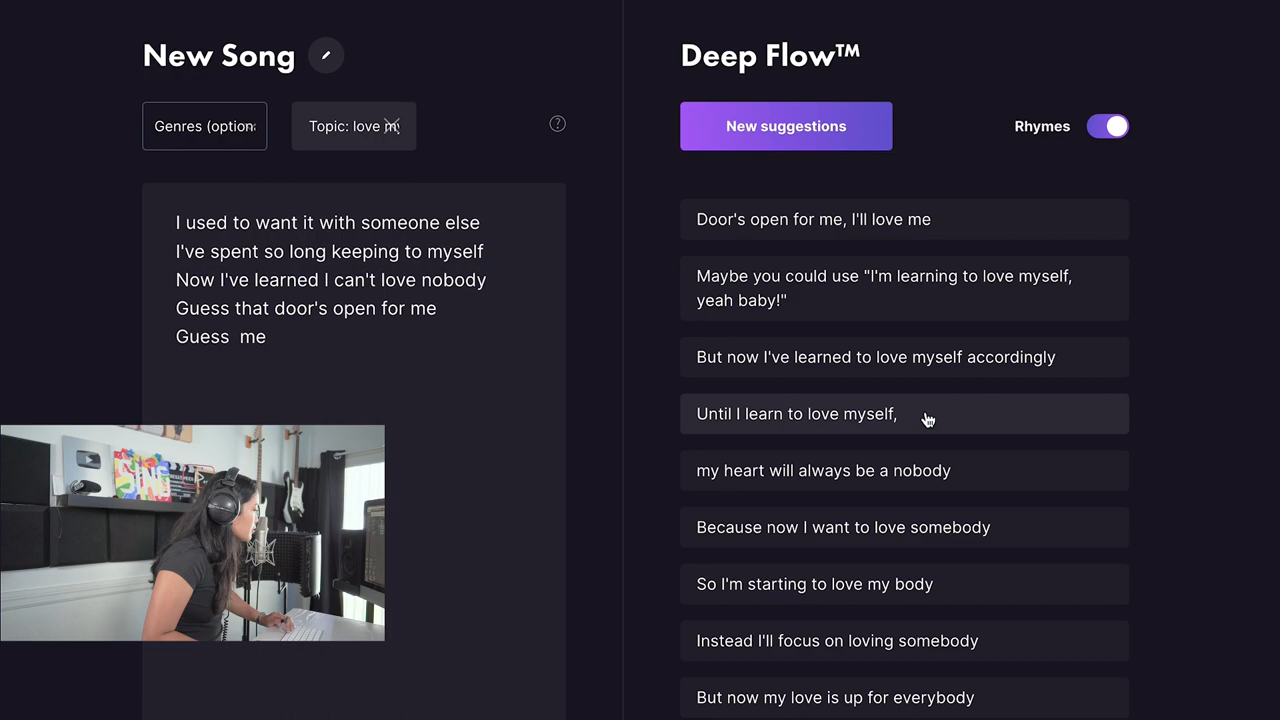 New Song
Genres (option
Topic: love m
?
I used to want it with someone else
I've spent so long keeping to myself
Now I've learned I can't love nobody
Guess that door's open for me
Guess  me
Deep Flow™
New suggestions
Rhymes
Door's open for me, I'll love me
Maybe you could use "I'm learning to love myself,
yeah baby!"
But now I've learned to love myself accordingly
Until I learn to love myself,
my heart will always be a nobody
Because now I want to love somebody
So I'm starting to love my body
Instead I'll focus on loving somebody
But now my love is up for everybody